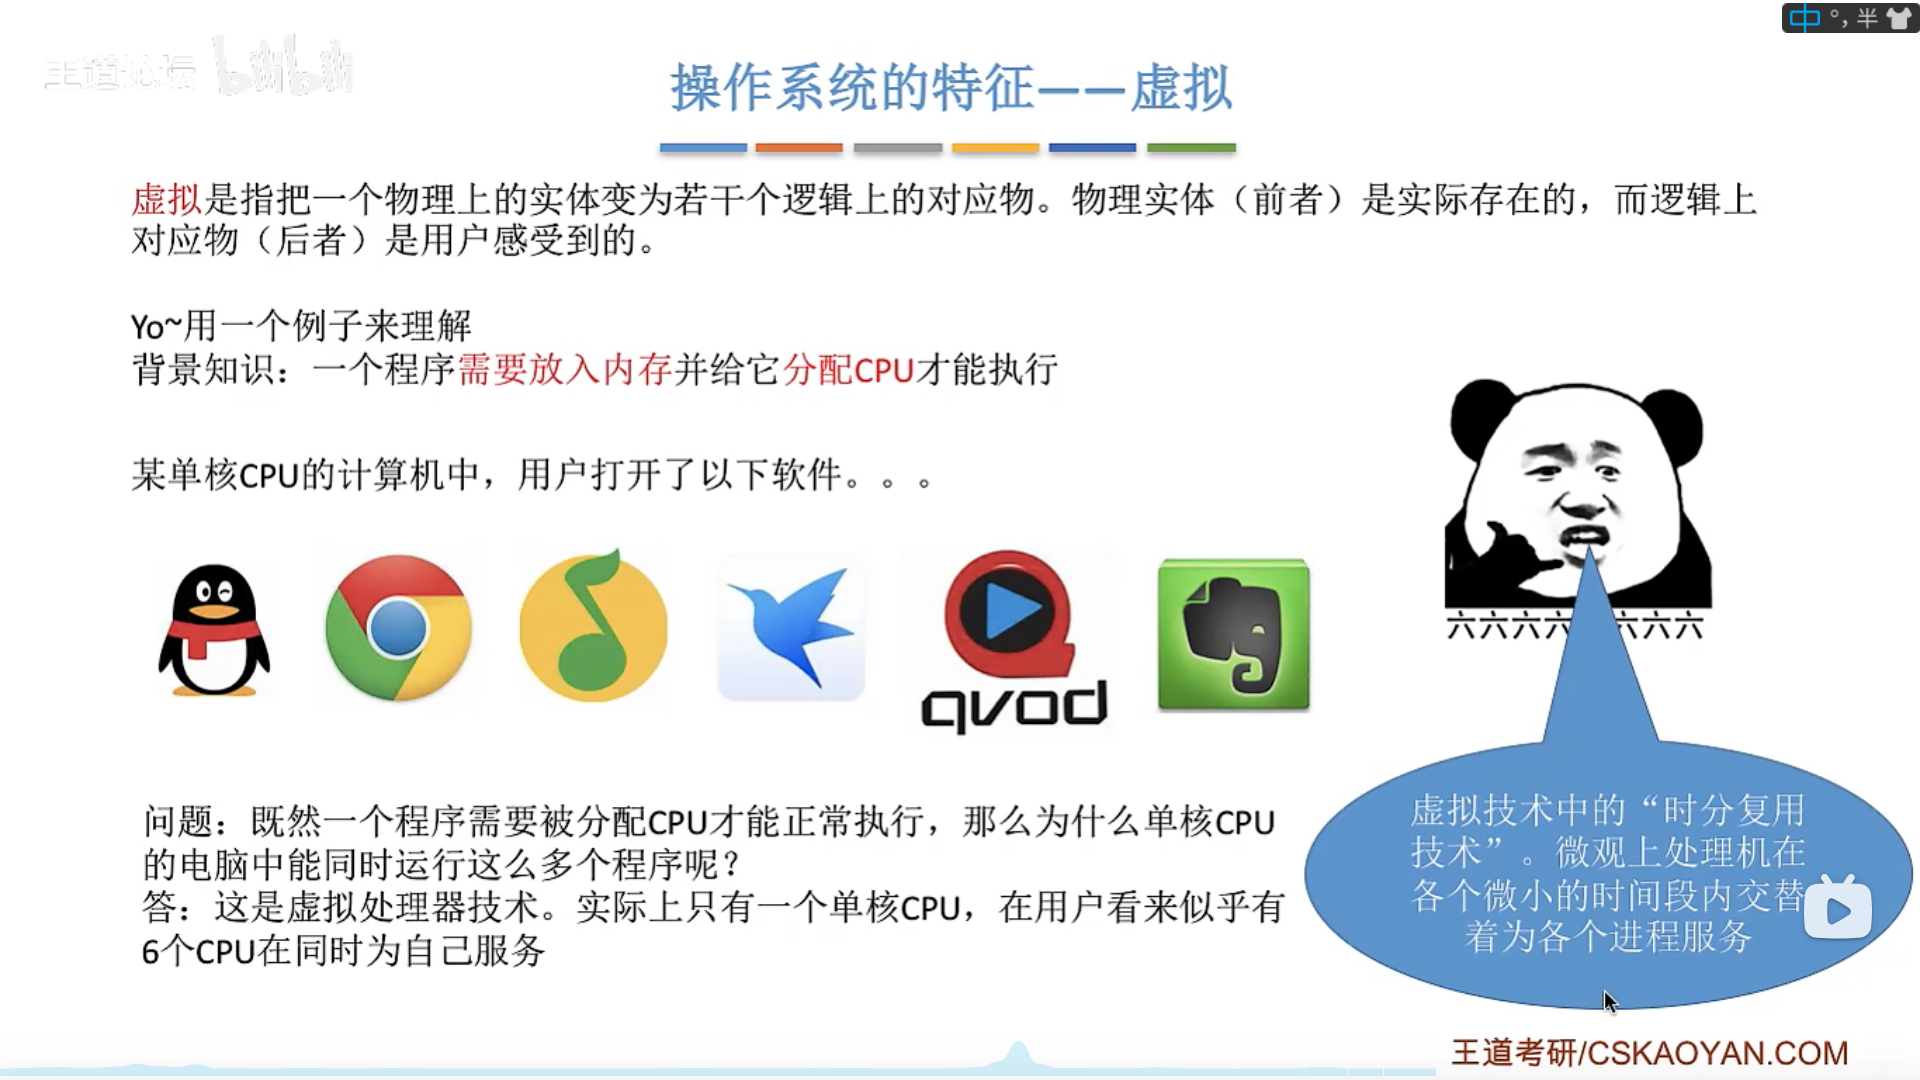 中 °, 半
王道论坛 bilibili
操作系统的特征——虚拟
虚拟是指把一个物理上的实体变为若干个逻辑上的对应物。物理实体（前者）是实际存在的，而逻辑上
对应物（后者）是用户感受到的。
Yo~用一个例子来理解
背景知识：一个程序需要放入内存并给它分配CPU才能执行
某单核CPU的计算机中，用户打开了以下软件。。。
qvod
六六六六六六六
问题：既然一个程序需要被分配CPU才能正常执行，那么为什么单核CPU
的电脑中能同时运行这么多个程序呢？
答：这是虚拟处理器技术。实际上只有一个单核CPU，在用户看来似乎有
6个CPU在同时为自己服务
虚拟技术中的“时分复用
技术”。微观上处理机在
各个微小的时间段内交替
着为各个进程服务
王道考研/CSKAOYAN.COM